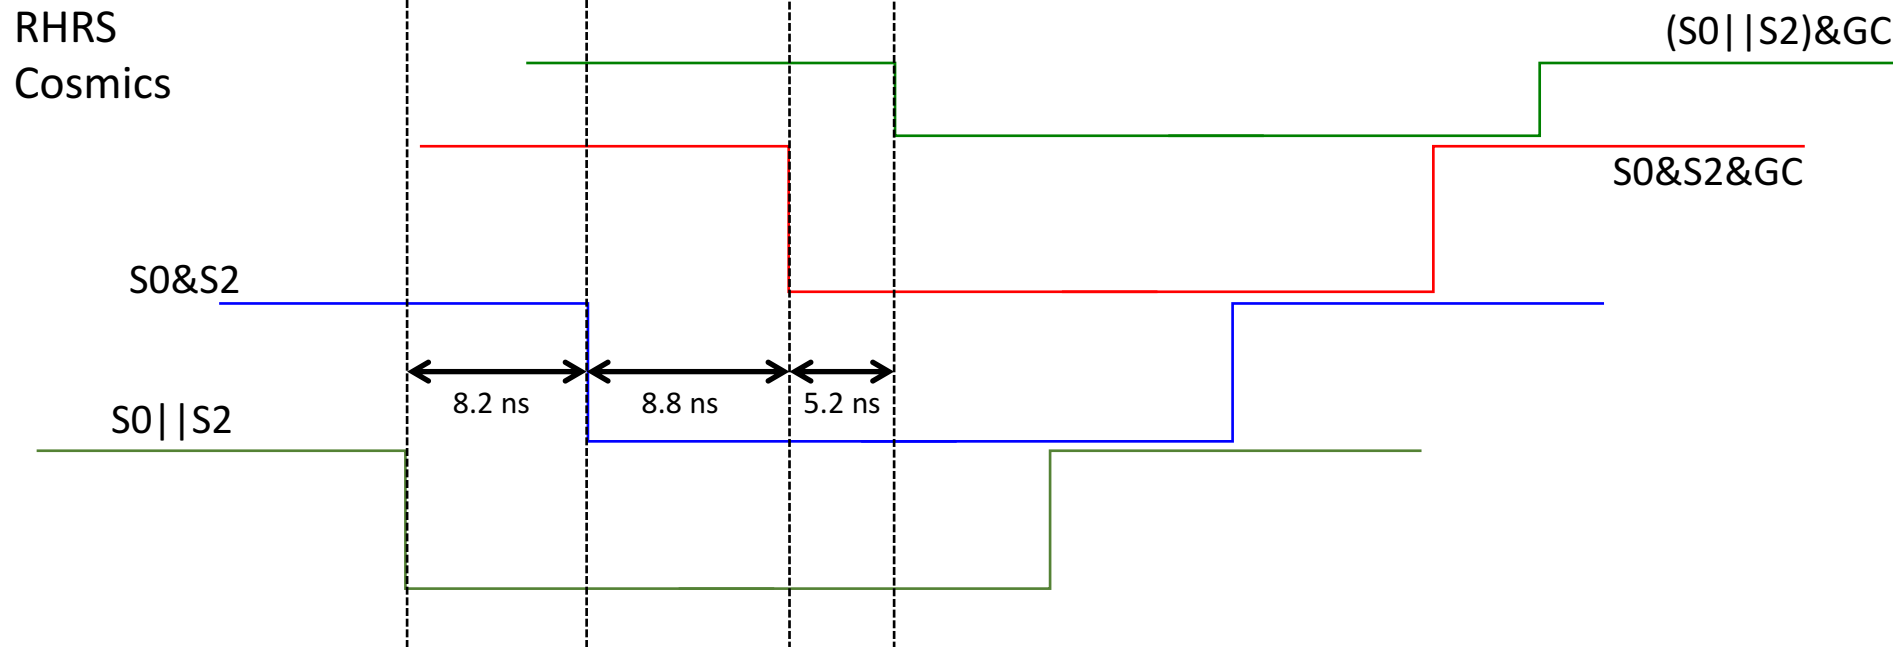 RHRS
Cosmics
(S0||S2)&GC
S0&S2&GC
S0&S2
8.2 ns
8.8 ns
5.2 ns
S0||S2